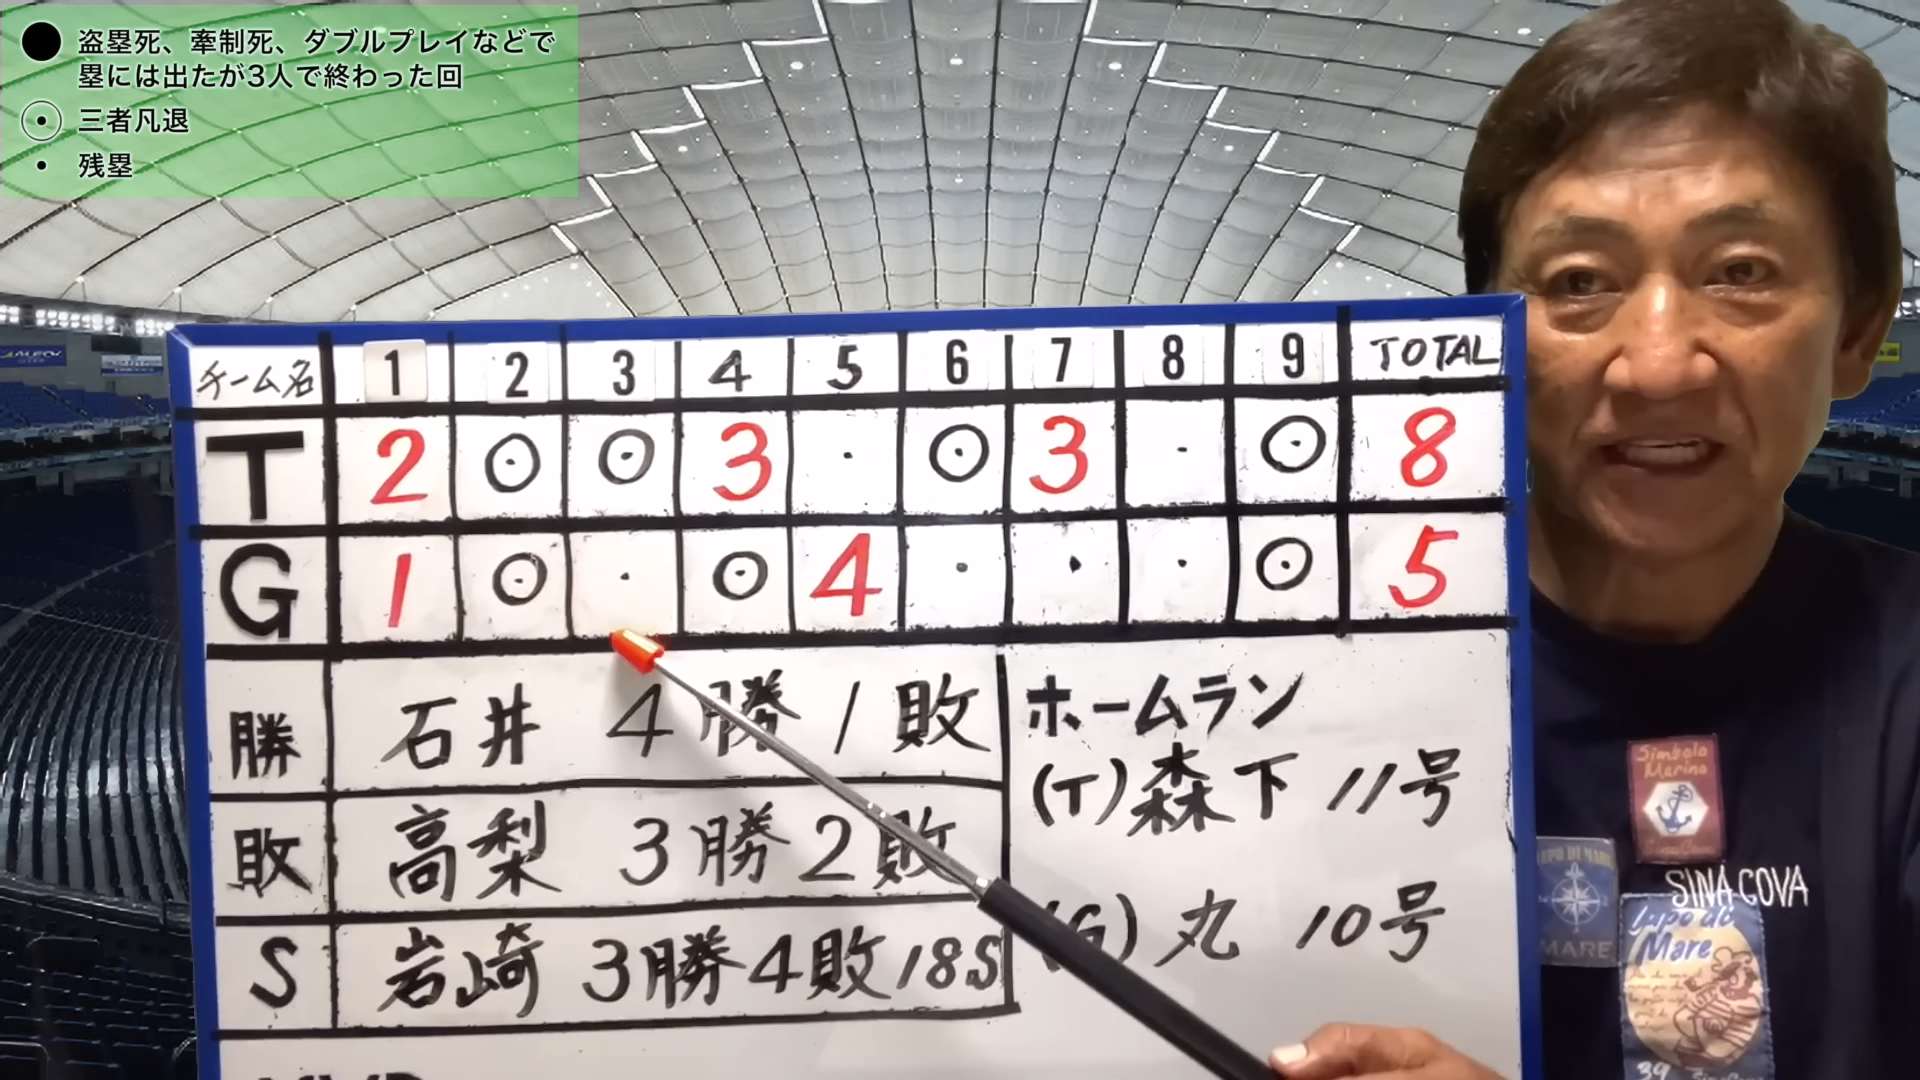 ● 盗塁死、牽制死、ダブルプレイなどで
塁には出たが3人で終わった回
⊙ 三者凡退
・ 残塁
チーム名 1 2 3 4 5 6 7 8 9 TOTAL
T 2 ⊙ ⊙ 3 ・ ⊙ 3 ・ ⊙ 8
G 1 ⊙ ・ ⊙ 4 ・ ・ ・ ⊙ 5
勝 石井 4勝1敗
敗 高梨 3勝2敗
S 岩崎 3勝4敗18S
ホームラン
(T)森下 11号
(G)丸 10号
Simbolo
Marino
SINA COVA
MARE
Lupo di
Mare
39